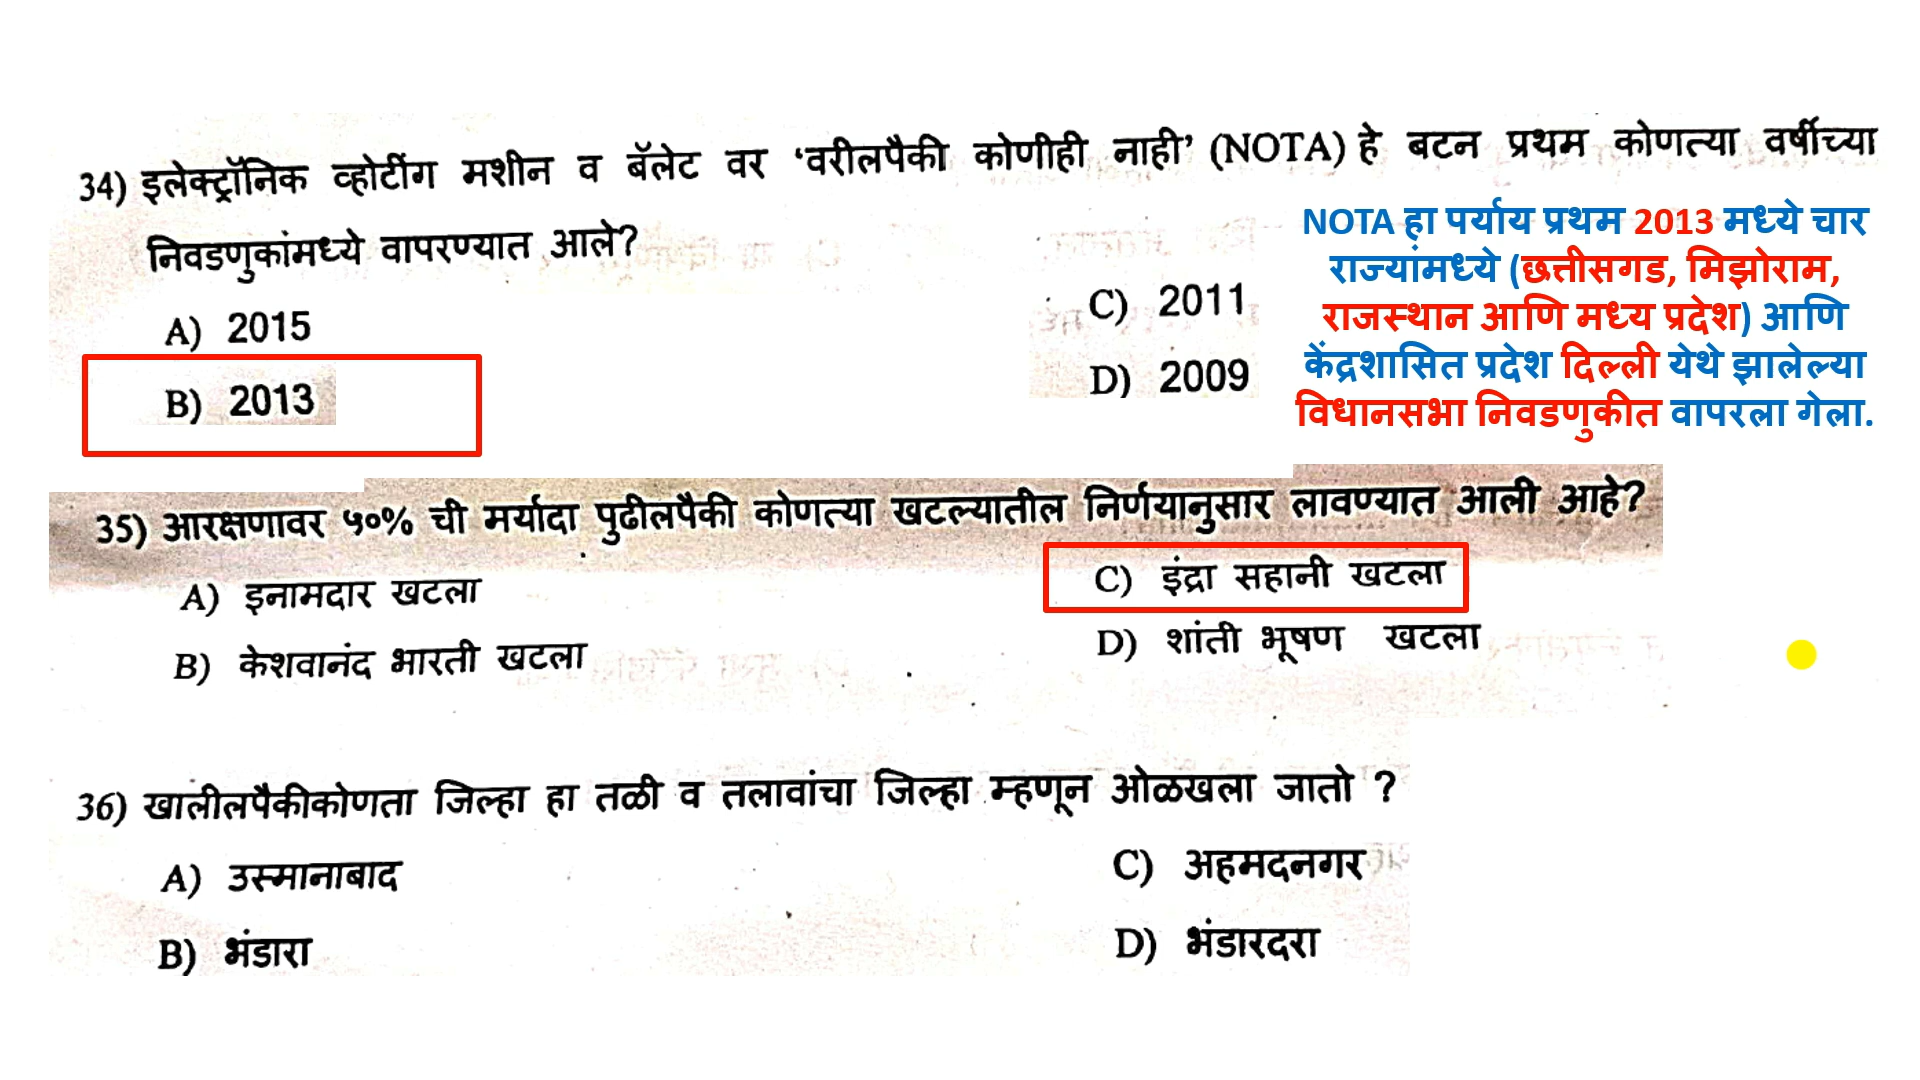 34) इलेक्ट्रॉनिक व्होटींग मशीन व बॅलेट वर ‘वरीलपैकी कोणीही नाही’ (NOTA) हे बटन प्रथम कोणत्या वर्षीच्या
निवडणुकांमध्ये वापरण्यात आले?
A) 2015
B) 2013
C) 2011
D) 2009
NOTA हा पर्याय प्रथम 2013 मध्ये चार
राज्यांमध्ये (छत्तीसगड, मिझोराम,
राजस्थान आणि मध्य प्रदेश) आणि
केंद्रशासित प्रदेश दिल्ली येथे झालेल्या
विधानसभा निवडणुकीत वापरला गेला.
35) आरक्षणावर ५०% ची मर्यादा पुढीलपैकी कोणत्या खटल्यातील निर्णयानुसार लावण्यात आली आहे?
A) इनामदार खटला
B) केशवानंद भारती खटला
C) इंद्रा सहानी खटला
D) शांती भूषण खटला
36) खालीलपैकीकोणता जिल्हा हा तळी व तलावांचा जिल्हा म्हणून ओळखला जातो ?
A) उस्मानाबाद
B) भंडारा
C) अहमदनगर
D) भंडारदरा